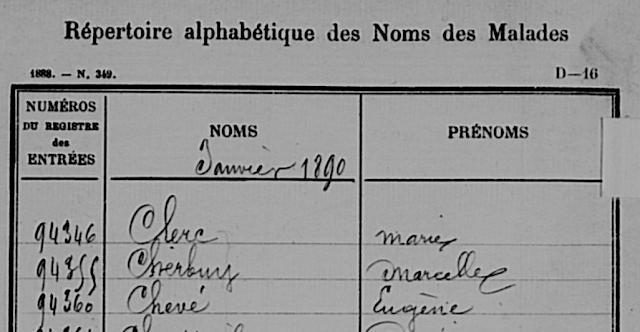 Répertoire alphabétique des Noms des Malades
1888. — N. 349. D—16
NUMÉROS
DU REGISTRE
des
ENTRÉES
NOMS
PRÉNOMS
Janvier 1890
94346 Clerc Marie
94355 Cherbuy Marcelle
94360 Chevé Eugénie